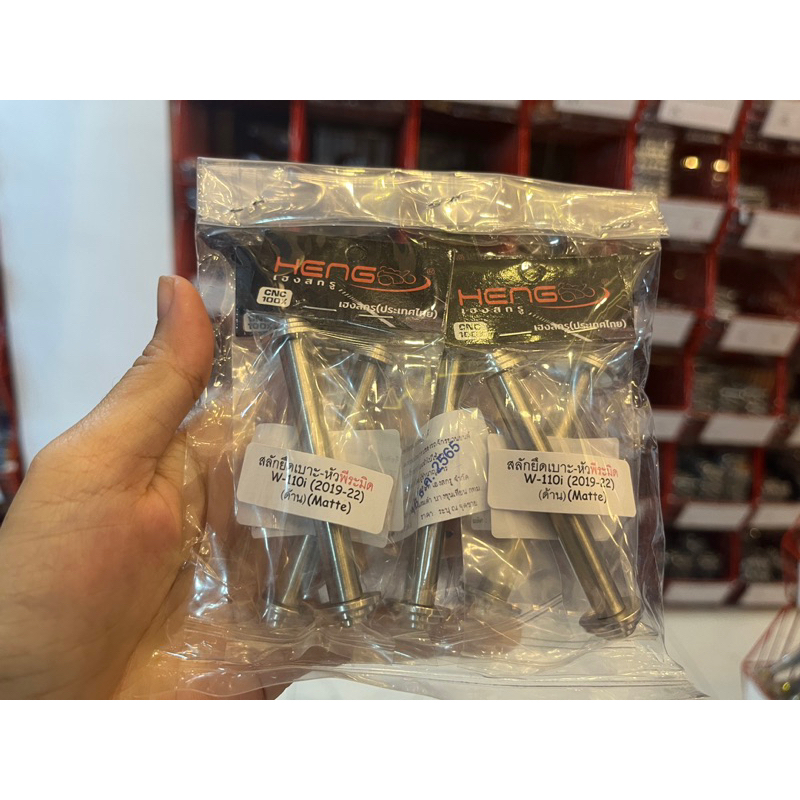 HENG
เฮงสกรู
CNC
100%
เฮงสกรู(ประเทศไทย)
สลักยึดเบาะ-หัวพีระมิด
W-110i (2019-22)
(ด้าน)(Matte)
2565
HENG
เฮงสกรู
CNC
100%
เฮงสกรู(ประเทศไทย)
สลักยึดเบาะ-หัวพีระมิด
W-110i (2019-22)
(ด้าน)(Matte)